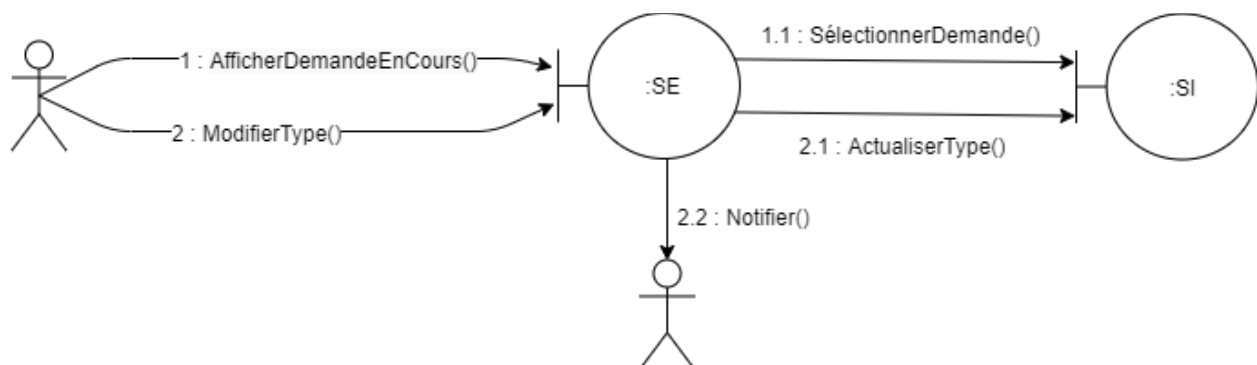 1.1 : SélectionnerDemande()
1 : AfficherDemandeEnCours()
:SE
:SI
2 : ModifierType()
2.1 : ActualiserType()
2.2 : Notifier()